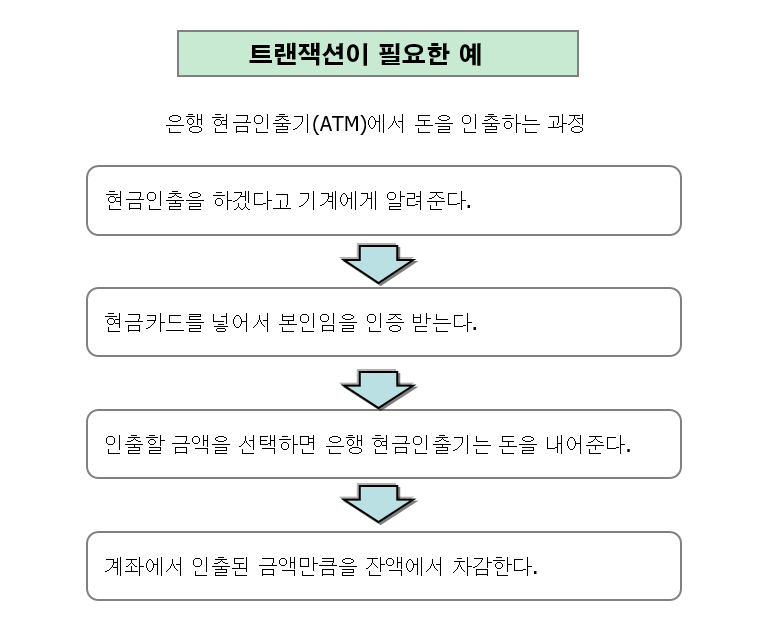 트랜잭션이 필요한 예
은행 현금인출기(ATM)에서 돈을 인출하는 과정
현금인출을 하겠다고 기계에게 알려준다.
현금카드를 넣어서 본인임을 인증 받는다.
인출할 금액을 선택하면 은행 현금인출기는 돈을 내어준다.
계좌에서 인출된 금액만큼을 잔액에서 차감한다.